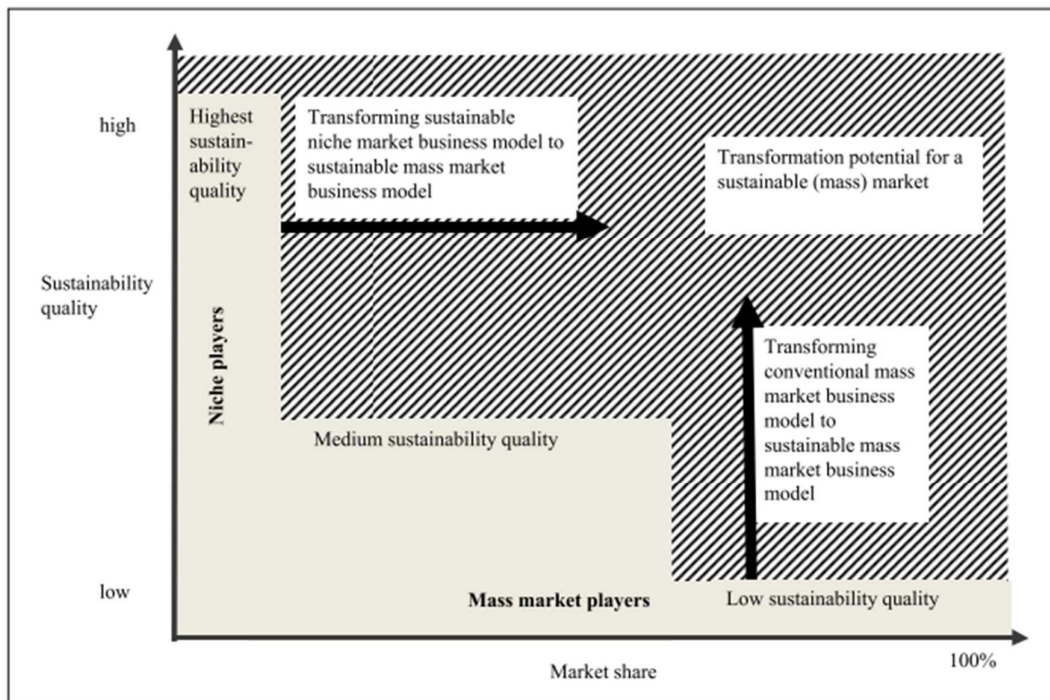 high
Highest
sustain-
ability
quality
Transforming sustainable
niche market business model to
sustainable mass market
business model
Transformation potential for a
sustainable (mass) market
Sustainability
quality
Niche players
Transforming
conventional mass
market business
model to
sustainable mass
market business
model
Medium sustainability quality
low
Mass market players
Low sustainability quality
Market share
100%